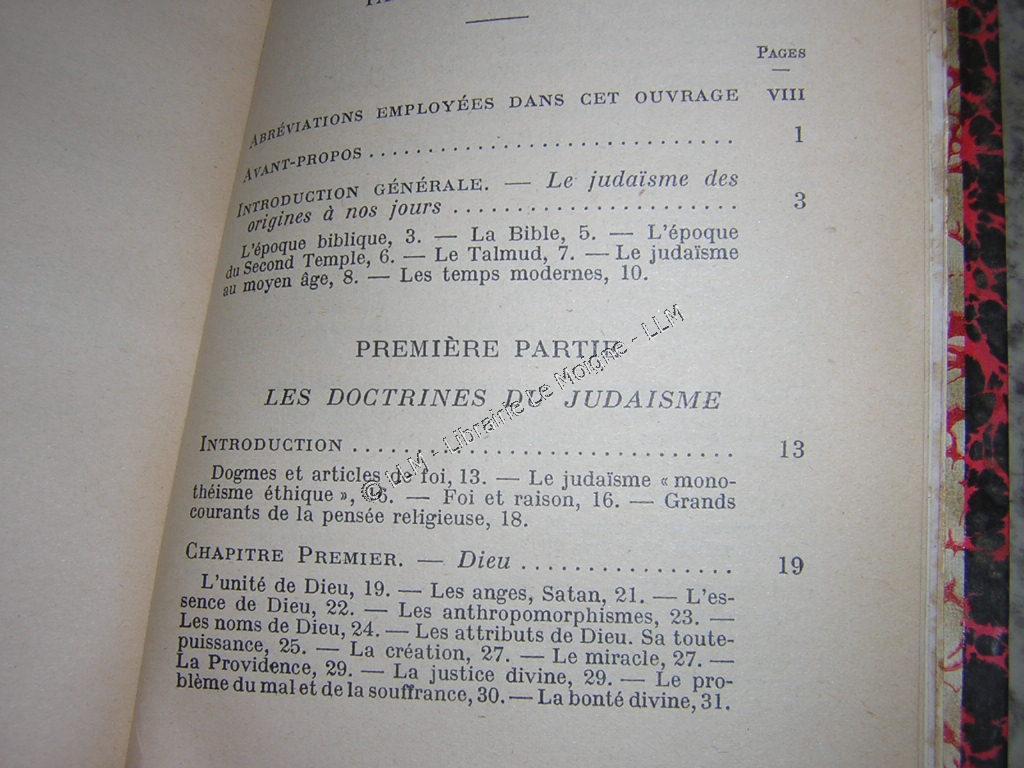 PAGES
ABRÉVIATIONS EMPLOYÉES DANS CET OUVRAGE VIII
AVANT-PROPOS .............................. 1
INTRODUCTION GÉNÉRALE. — Le judaïsme des
origines à nos jours ........................ 3
L'époque biblique, 3. — La Bible, 5. — L'époque
du Second Temple, 6. — Le Talmud, 7. — Le judaïsme
au moyen âge, 8. — Les temps modernes, 10.
PREMIÈRE PARTIE
LES DOCTRINES DU JUDAISME
INTRODUCTION .............................. 13
Dogmes et articles de foi, 13. — Le judaïsme « mono-
théisme éthique », 16. — Foi et raison, 16. — Grands
courants de la pensée religieuse, 18.
CHAPITRE PREMIER. — Dieu ................ 19
L'unité de Dieu, 19. — Les anges, Satan, 21. — L'es-
sence de Dieu, 22. — Les anthropomorphismes, 23. —
Les noms de Dieu, 24. — Les attributs de Dieu. Sa toute-
puissance, 25. — La création, 27. — Le miracle, 27. —
La Providence, 29. — La justice divine, 29. — Le pro-
blème du mal et de la souffrance, 30. — La bonté divine, 31.
© LLM - Librairie Le Moigne - LLM